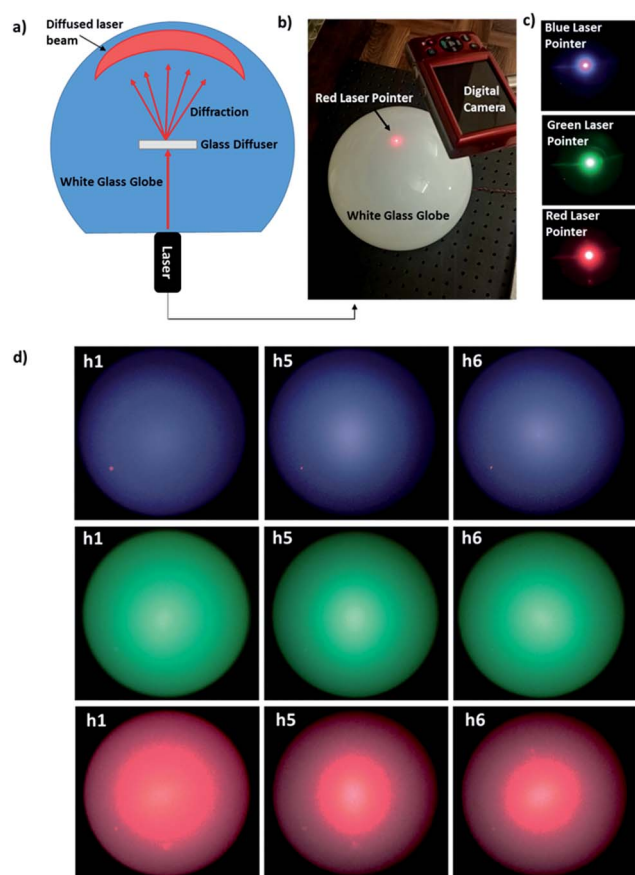 a)
Diffused laser
beam
Diffraction
Glass Diffuser
White Glass Globe
Laser
b)
Red Laser Pointer
Digital
Camera
White Glass Globe
c)
Blue Laser
Pointer
Green Laser
Pointer
Red Laser
Pointer
d)
h1
h5
h6
h1
h5
h6
h1
h5
h6